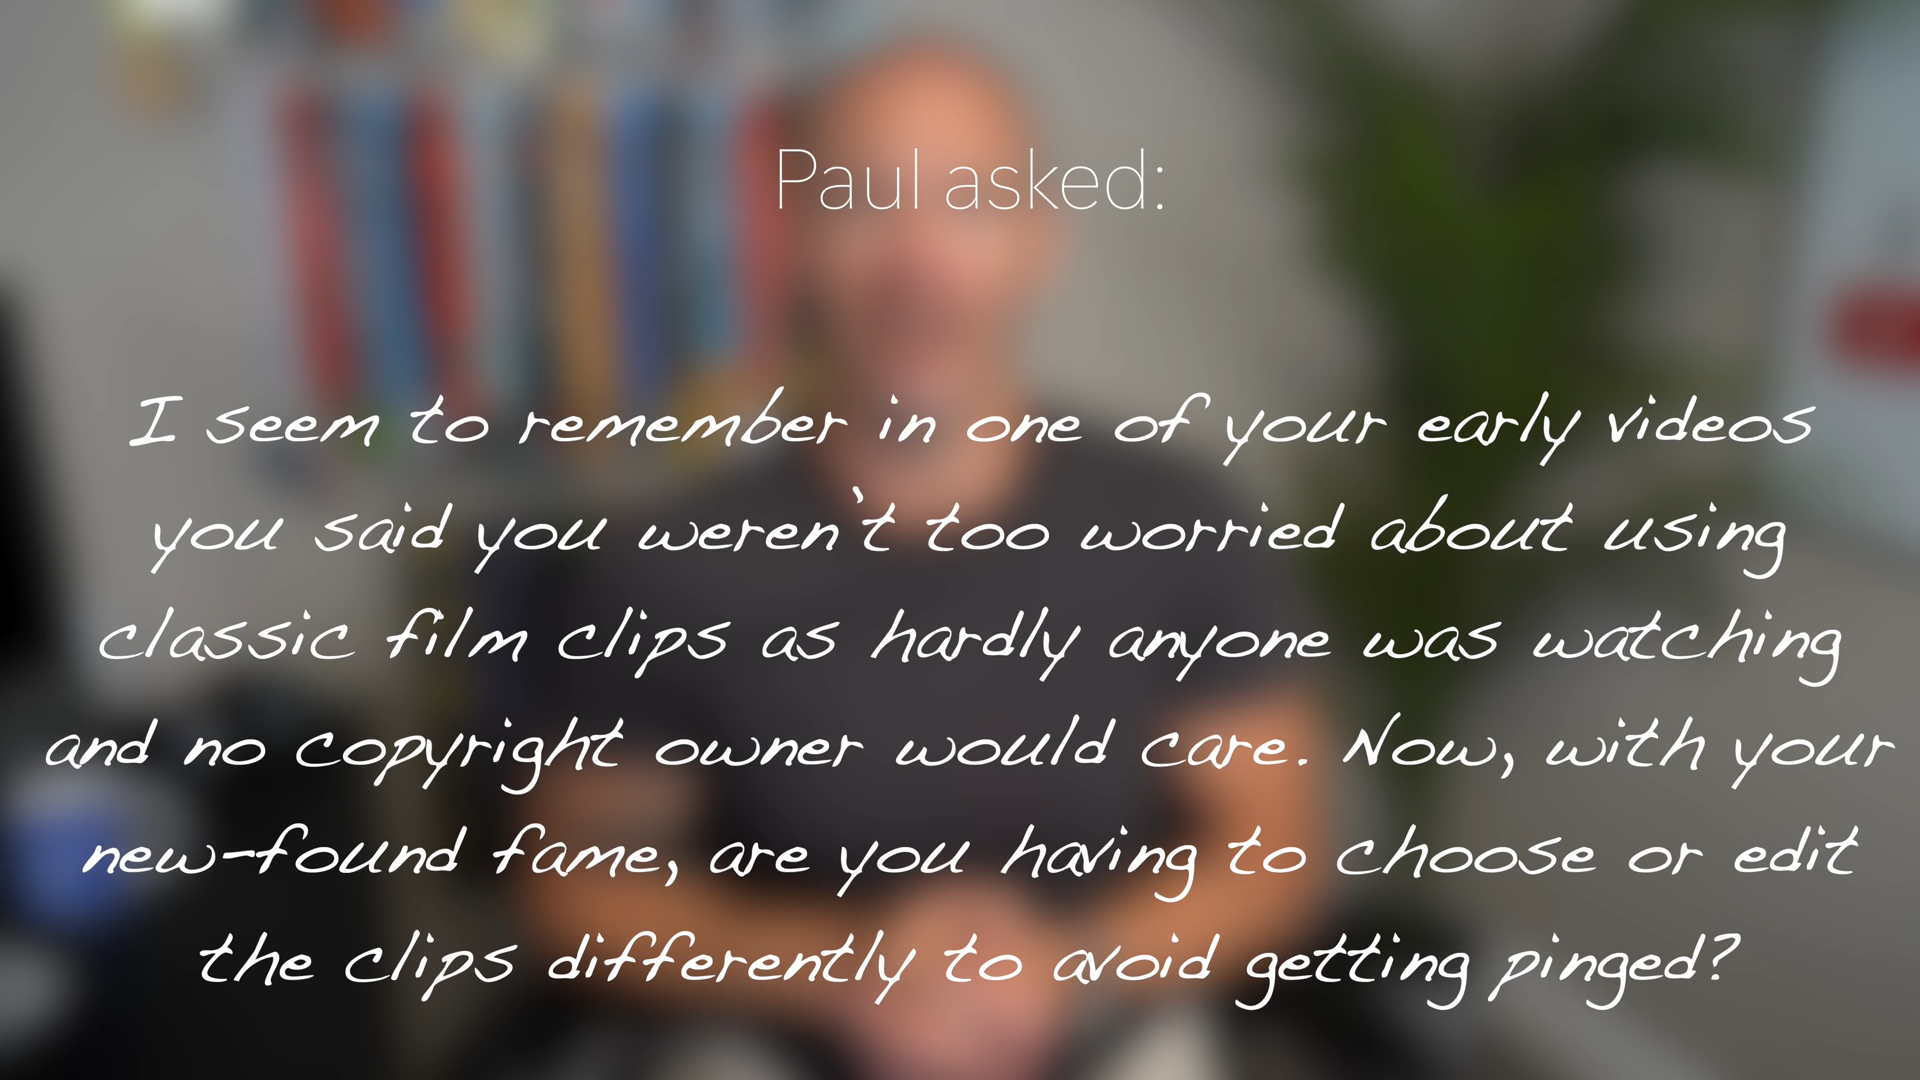 Paul asked:
I seem to remember in one of your early videos
you said you weren't too worried about using
classic film clips as hardly anyone was watching
and no copyright owner would care. Now, with your
new-found fame, are you having to choose or edit
the clips differently to avoid getting pinged?